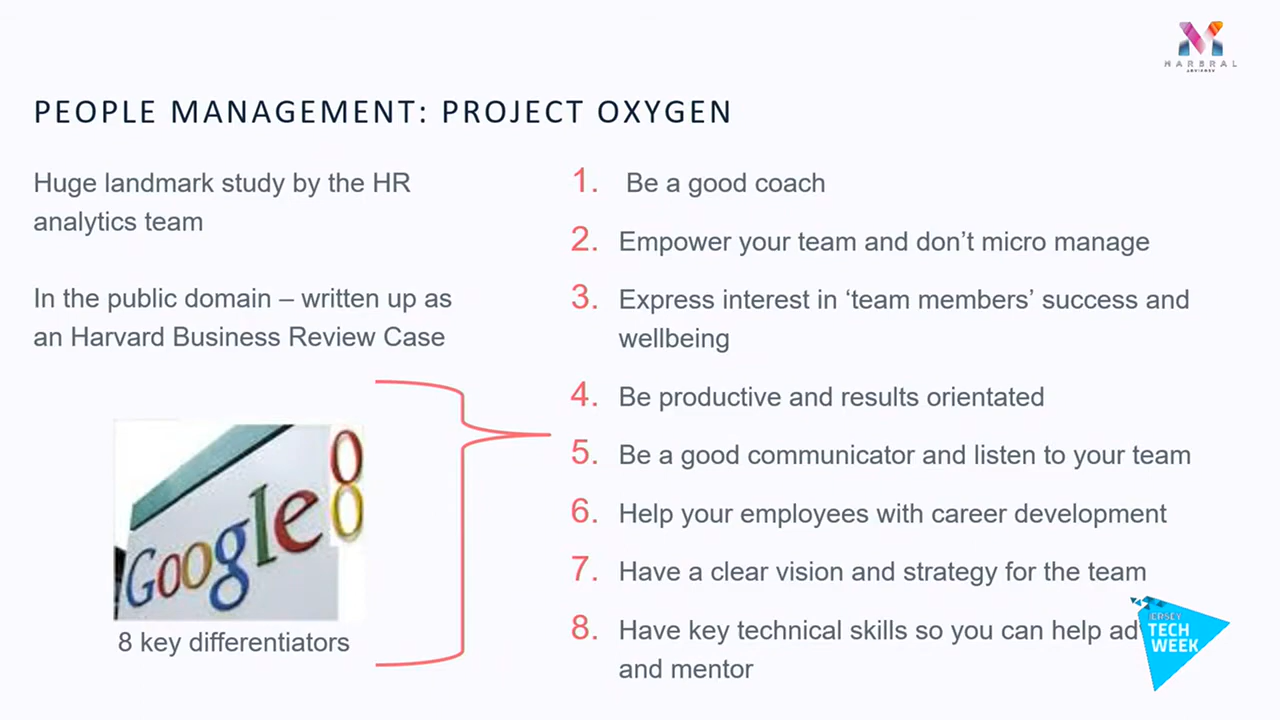 MARBRAL
ADVISORY
PEOPLE MANAGEMENT: PROJECT OXYGEN
Huge landmark study by the HR
analytics team
In the public domain – written up as
an Harvard Business Review Case
Google
8
8 key differentiators
1. Be a good coach
2. Empower your team and don’t micro manage
3. Express interest in ‘team members’ success and
wellbeing
4. Be productive and results orientated
5. Be a good communicator and listen to your team
6. Help your employees with career development
7. Have a clear vision and strategy for the team
8. Have key technical skills so you can help
and mentor
JERSEY
TECH
WEEK